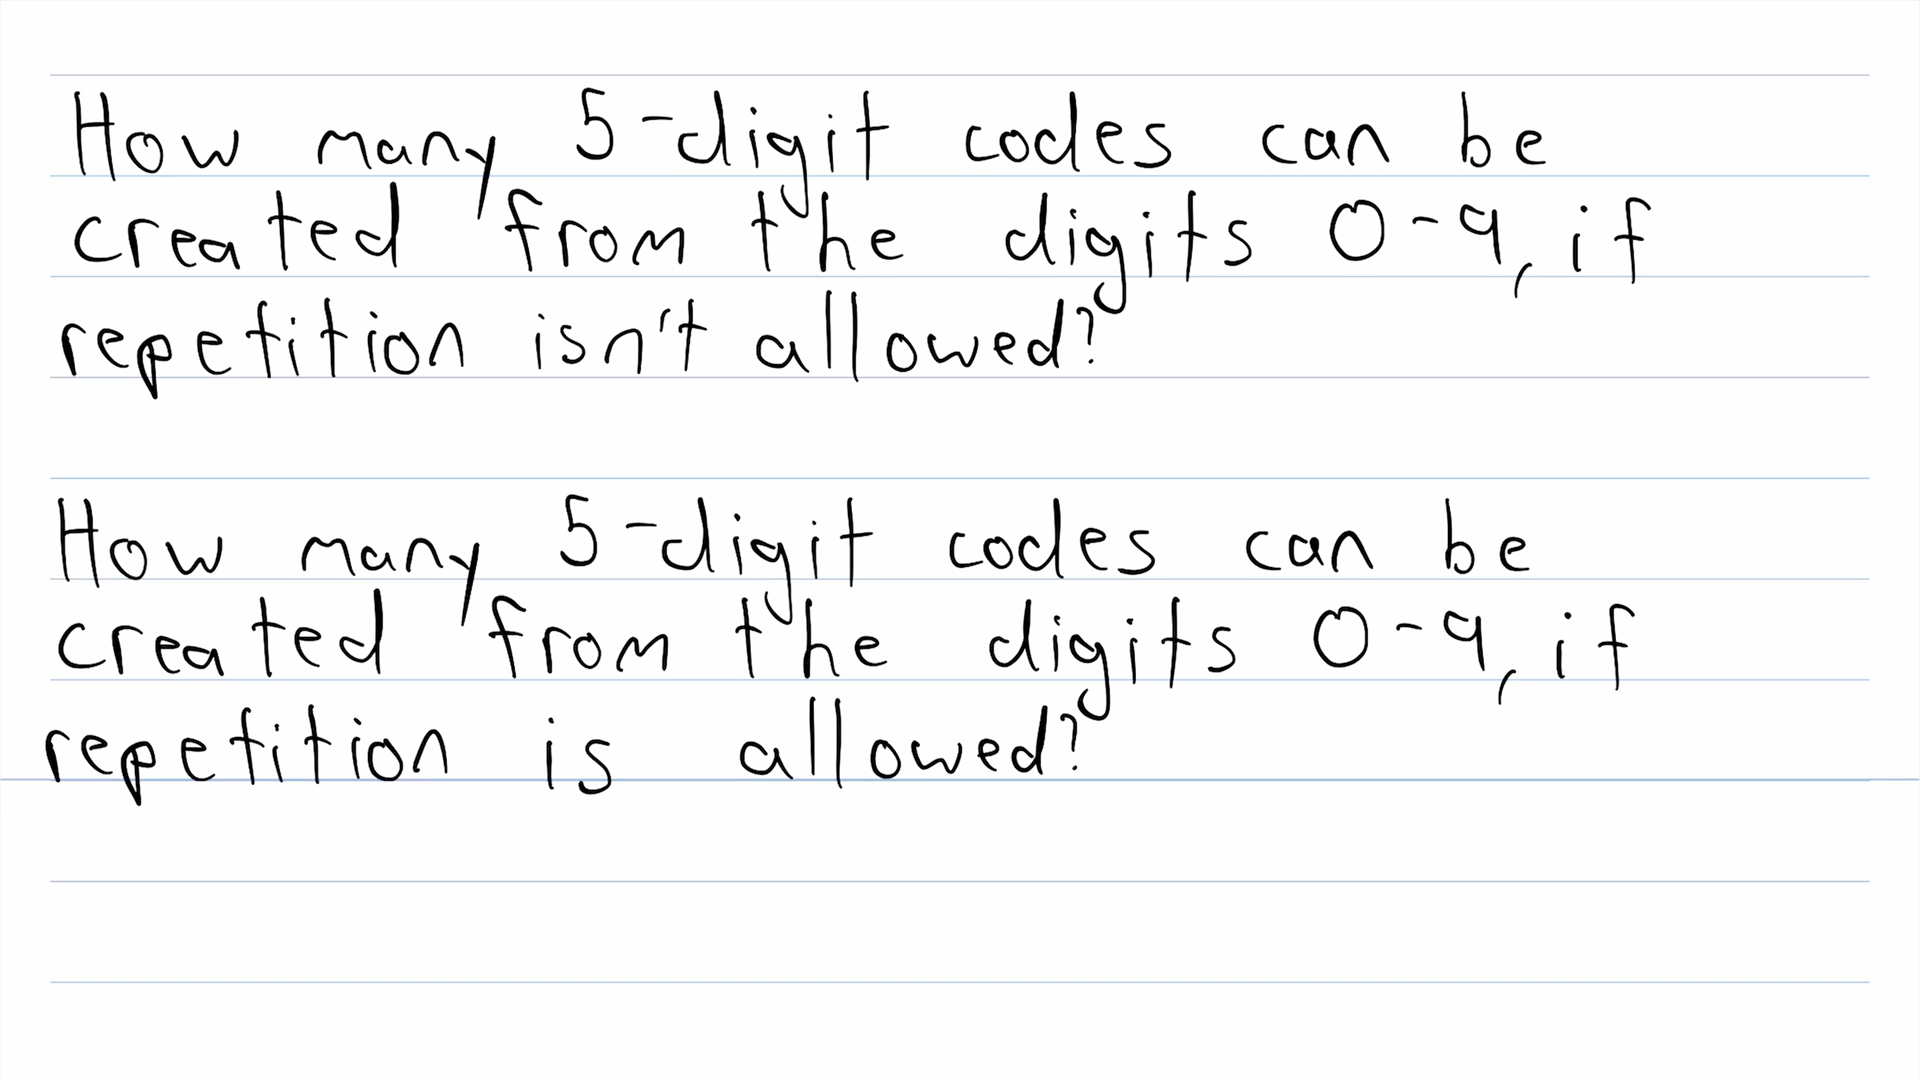 How many 5-digit codes can be
created from the digits 0-9, if
repetition isn't allowed?
How many 5-digit codes can be
created from the digits 0-9, if
repetition is allowed?